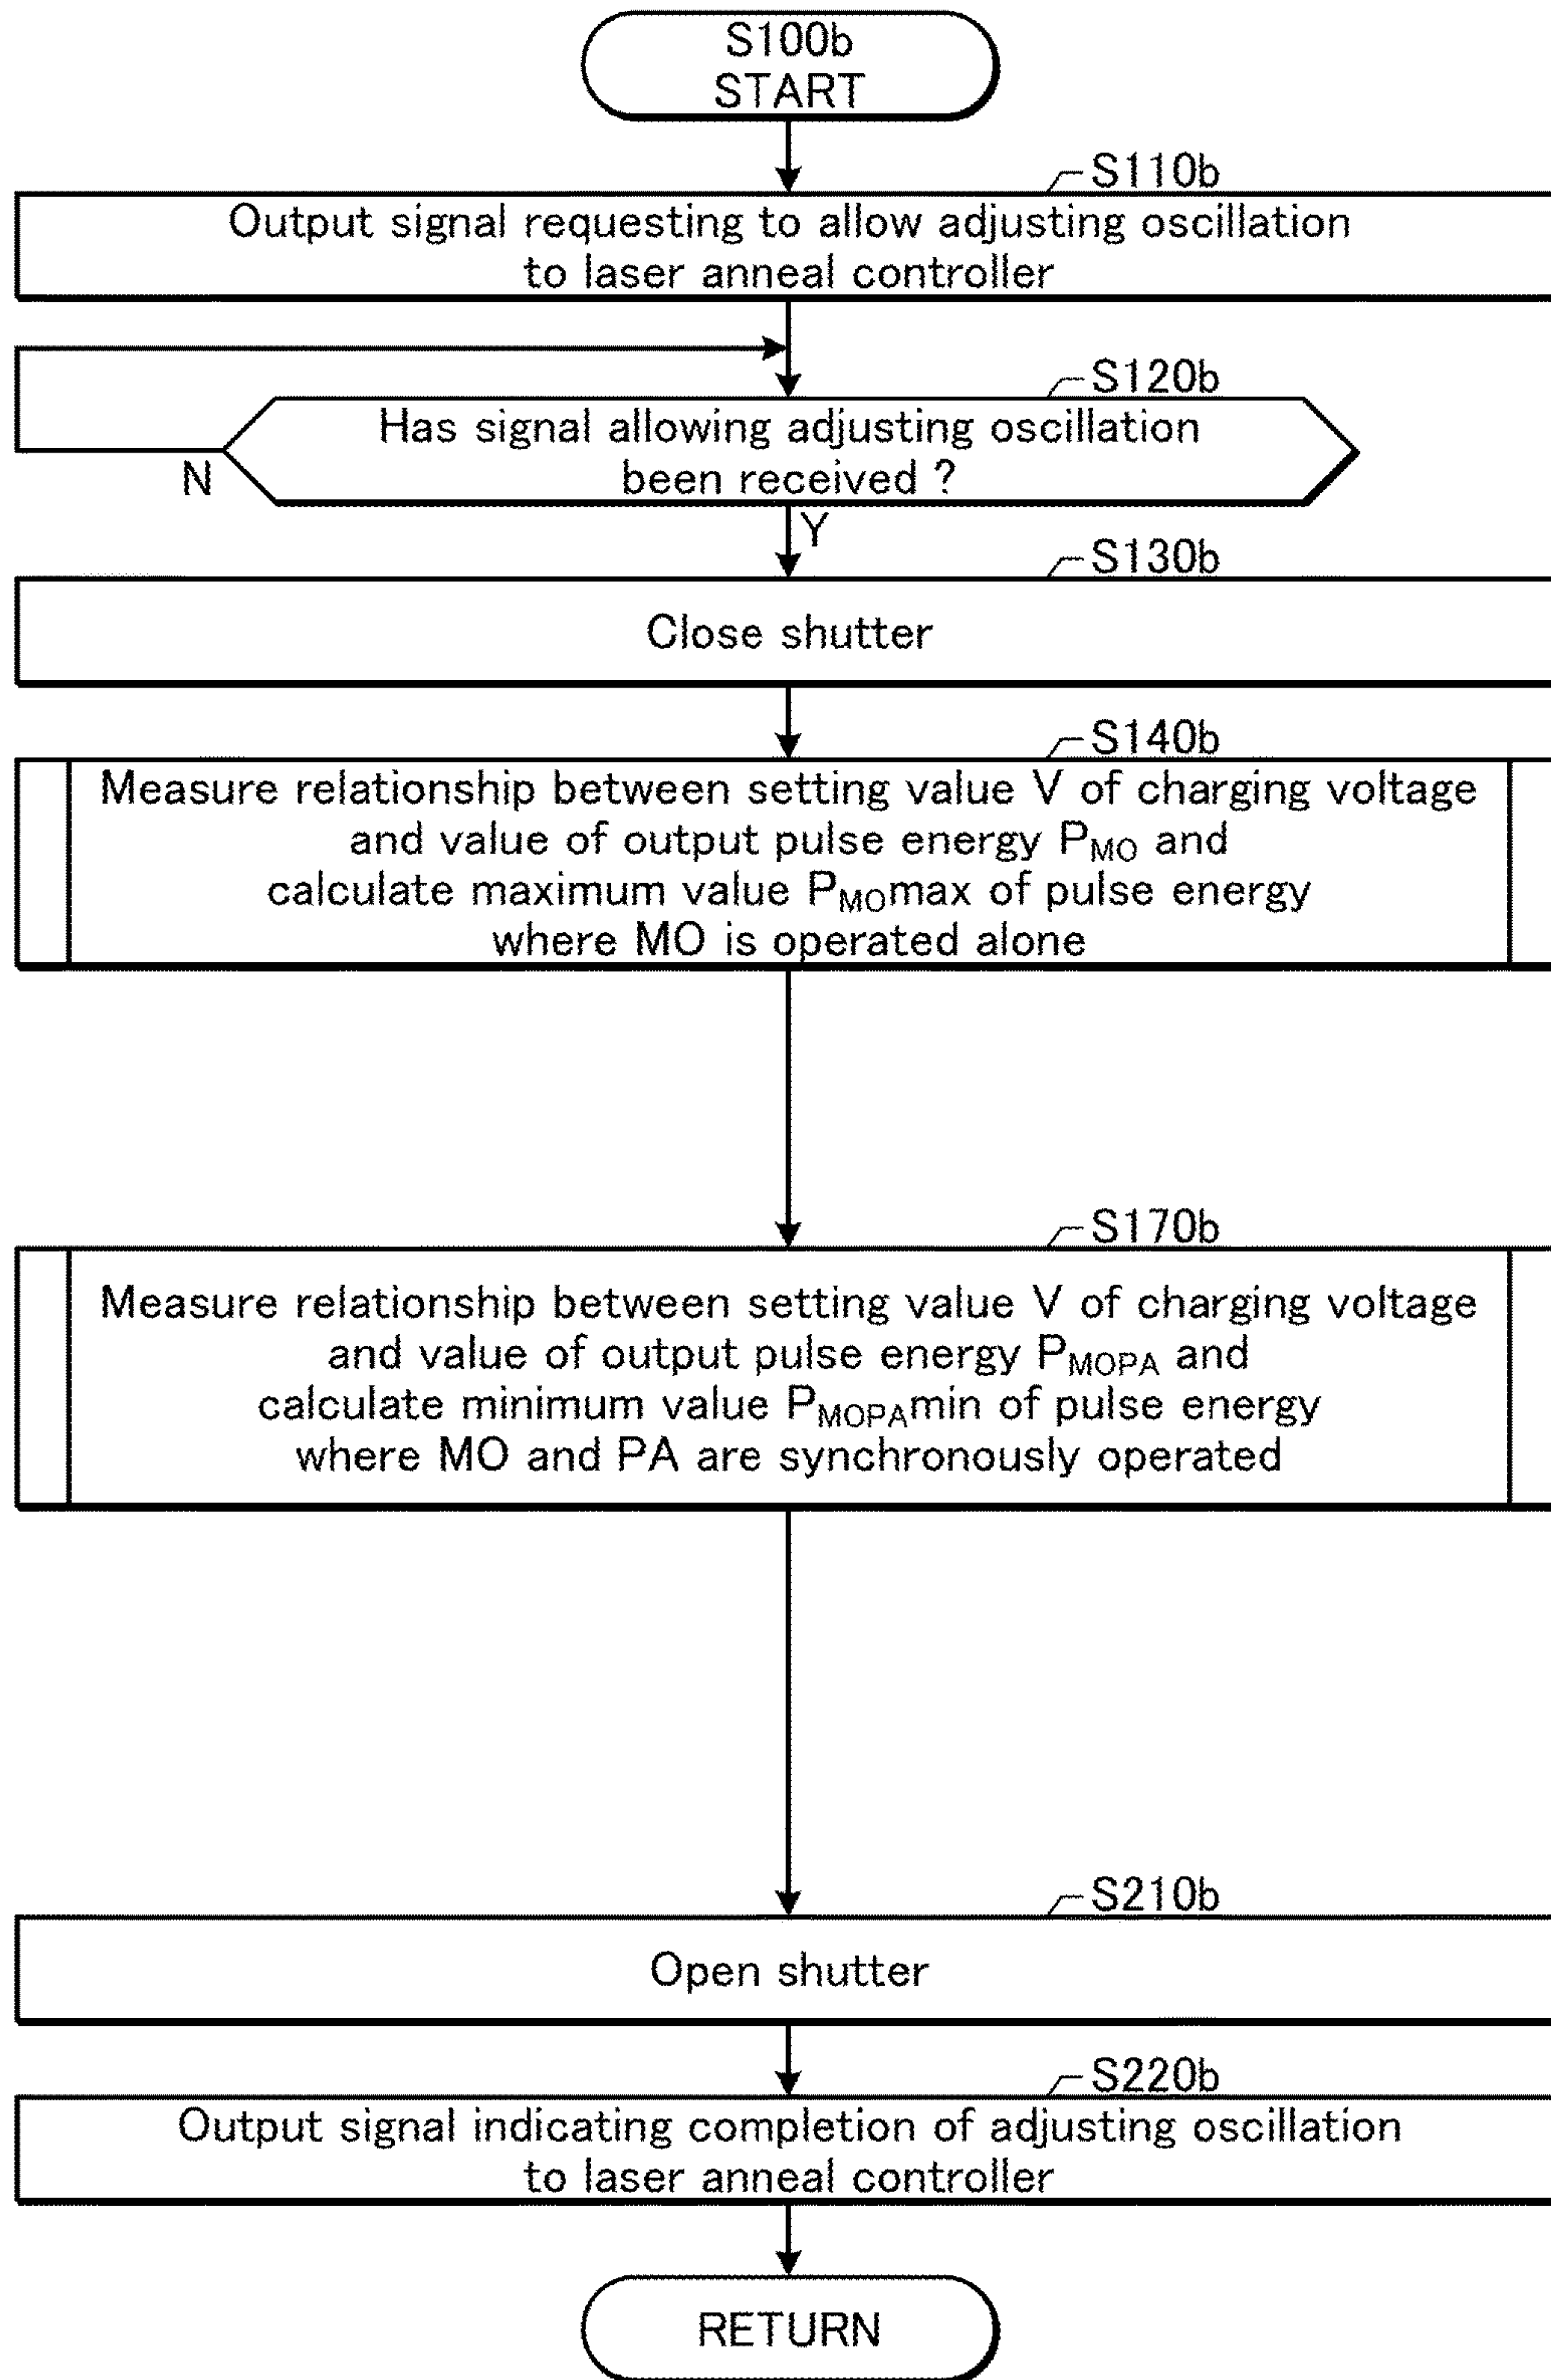 S100b
START
S110b
Output signal requesting to allow adjusting oscillation
to laser anneal controller
S120b
Has signal allowing adjusting oscillation
been received ?
N
Y
S130b
Close shutter
S140b
Measure relationship between setting value V of charging voltage
and value of output pulse energy PMO and
calculate maximum value PMOmax of pulse energy
where MO is operated alone
S170b
Measure relationship between setting value V of charging voltage
and value of output pulse energy PMOPA and
calculate minimum value PMOPAmin of pulse energy
where MO and PA are synchronously operated
S210b
Open shutter
S220b
Output signal indicating completion of adjusting oscillation
to laser anneal controller
RETURN